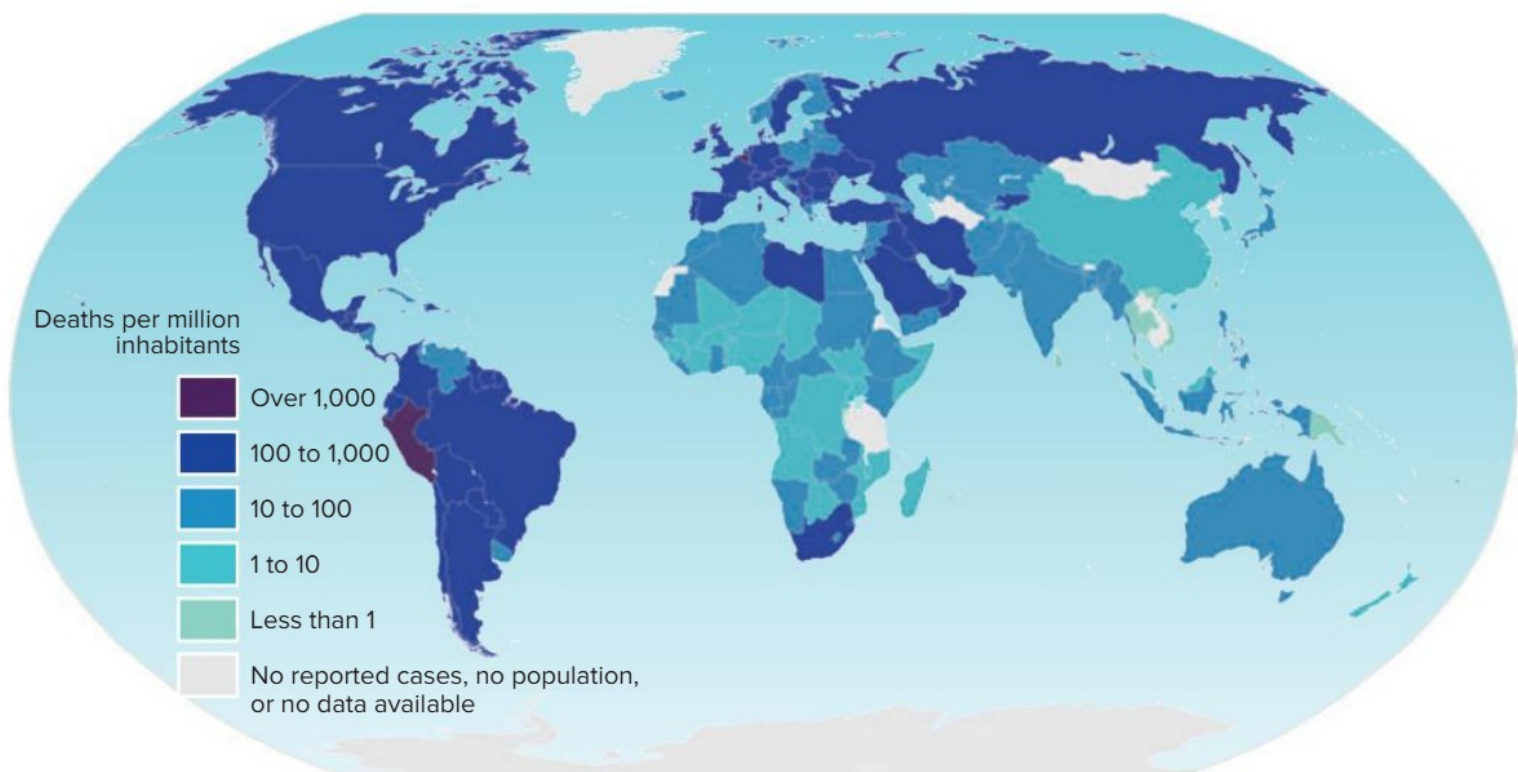 Deaths per million
inhabitants
Over 1,000
100 to 1,000
10 to 100
1 to 10
Less than 1
No reported cases, no population,
or no data available